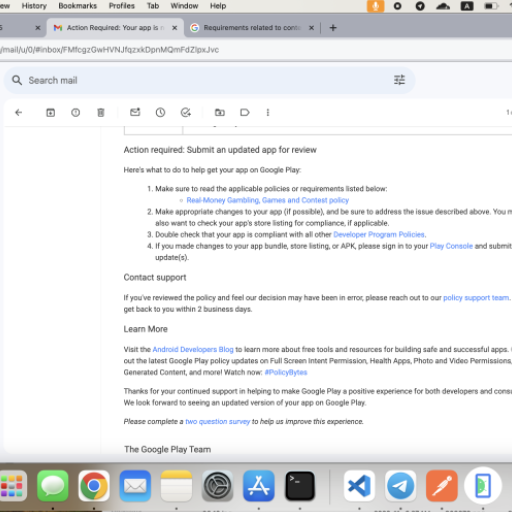 ew History Bookmarks Profiles Tab Window Help
Action Required: Your app is
Requirements related to cont
/mail/u/0/#inbox/FMfcgzGwHVNJfqzxkDpnMQmFdZlpxJvc
Search mail
Action required: Submit an updated app for review
Here's what to do to help get your app on Google Play:
1. Make sure to read the applicable policies or requirements listed below:
Real-Money Gambling, Games and Contest policy
2. Make appropriate changes to your app (if possible), and be sure to address the issue described above. You m
also want to check your app's store listing for compliance, if applicable.
3. Double check that your app is compliant with all other Developer Program Policies.
4. If you made changes to your app bundle, store listing, or APK, please sign in to your Play Console and submit
update(s).
Contact support
If you've reviewed the policy and feel our decision may have been in error, please reach out to our policy support team.
get back to you within 2 business days.
Learn More
Visit the Android Developers Blog to learn more about free tools and resources for building safe and successful apps.
out the latest Google Play policy updates on Full Screen Intent Permission, Health Apps, Photo and Video Permissions,
Generated Content, and more! Watch now: #PolicyBytes
Thanks for your continued support in helping to make Google Play a positive experience for both developers and consu
We look forward to seeing an updated version of your app on Google Play.
Please complete a two question survey to help us improve this experience.
The Google Play Team